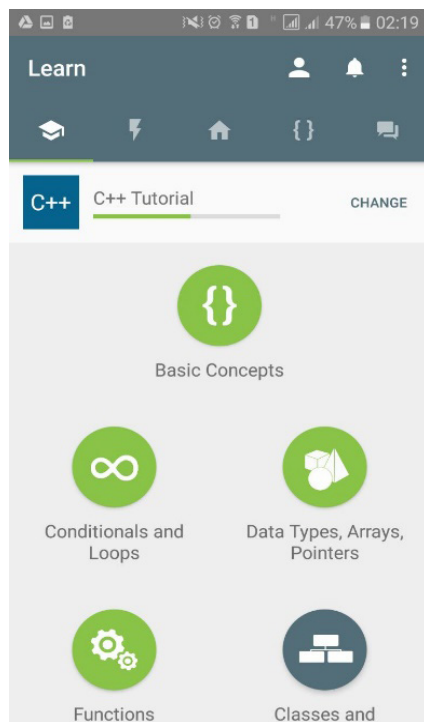 47% 02:19
Learn
{}
C++ C++ Tutorial CHANGE
{}
Basic Concepts
Conditionals and
Loops
Data Types, Arrays,
Pointers
Functions
Classes and